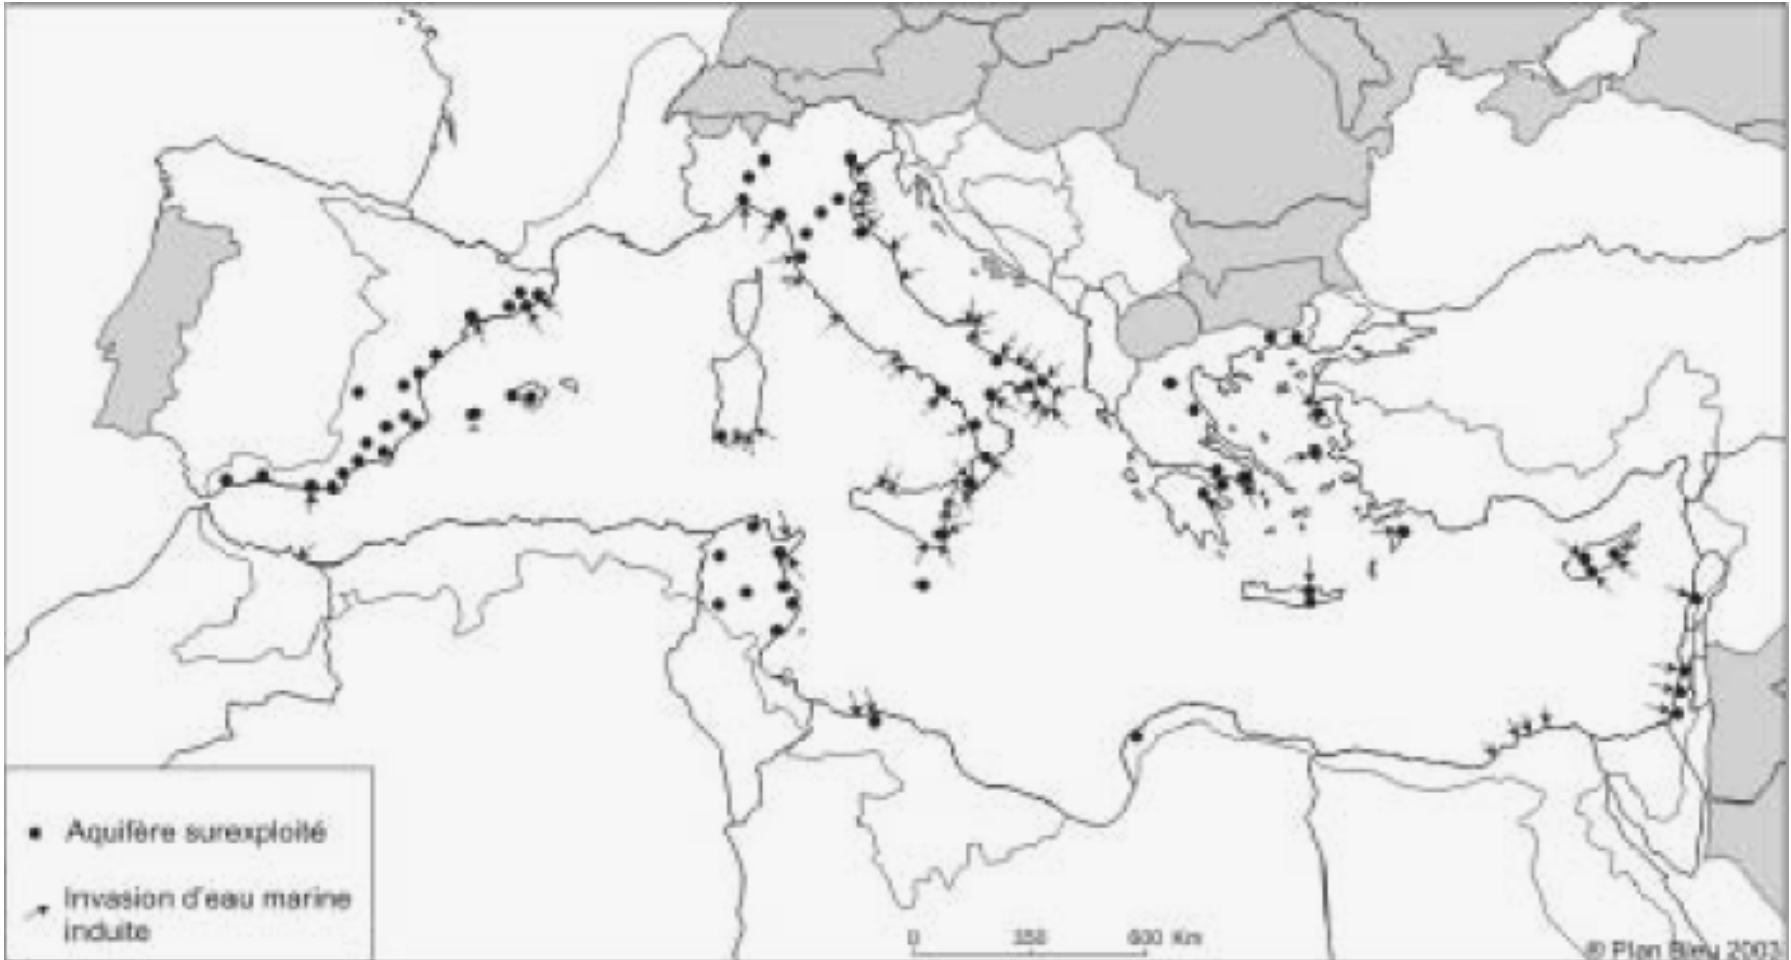 Aquifère surexploité
Invasion d'eau marine
induite
0 350 600 Km
© Plan Bleu 2003